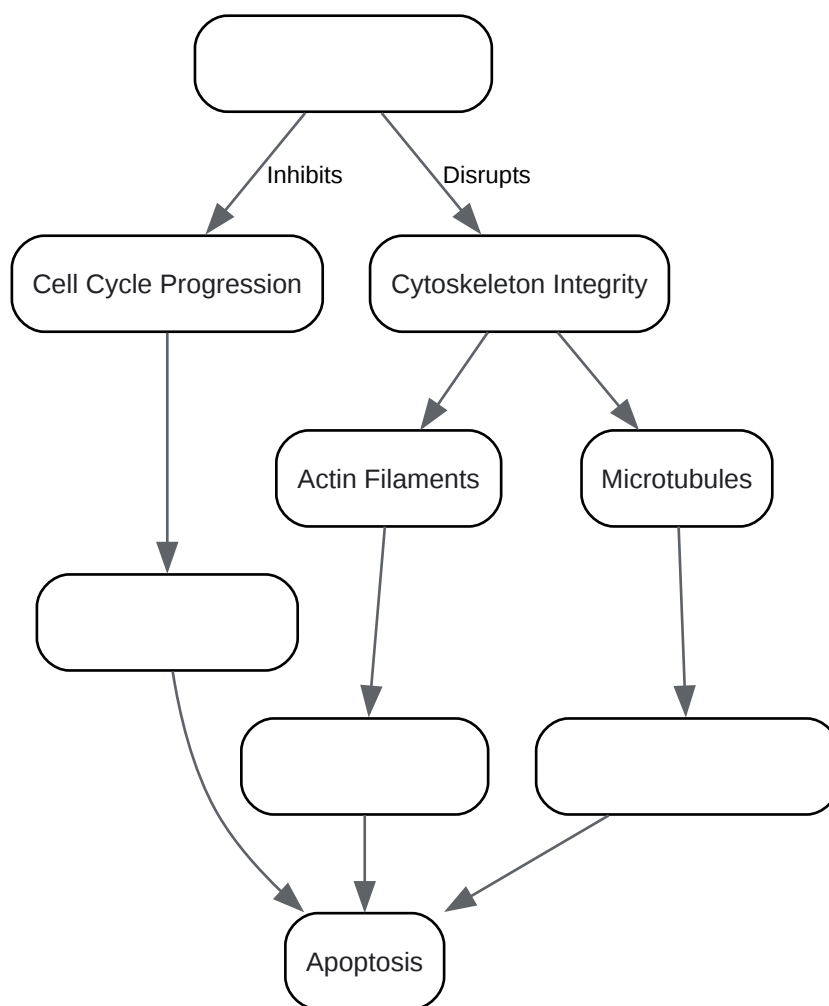 Inhibits
Disrupts
Cell Cycle Progression
Cytoskeleton Integrity
Actin Filaments
Microtubules
Apoptosis